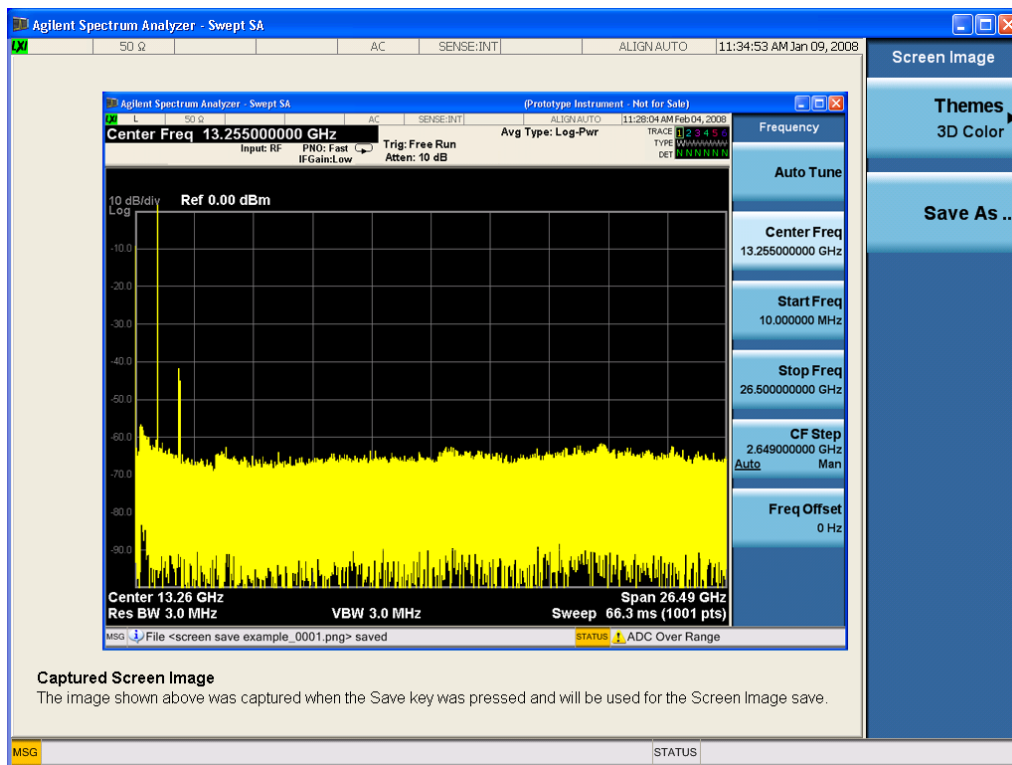 Agilent Spectrum Analyzer - Swept SA
LXI 50 Ω AC SENSE:INT ALIGN AUTO 11:34:53 AM Jan 09, 2008
Screen Image
Themes
3D Color
Save As ..
Agilent Spectrum Analyzer - Swept SA (Prototype Instrument - Not for Sale)
LXI L 50 Ω AC SENSE:INT ALIGN AUTO 11:28:04 AM Feb 04, 2008
Center Freq 13.255000000 GHz
Input: RF PNO: Fast
IFGain:Low
Trig: Free Run
Atten: 10 dB
Avg Type: Log-Pwr
TRACE 1 2 3 4 5 6
TYPE WWWWWW
DET N N N N N N
Frequency
Auto Tune
Center Freq
13.255000000 GHz
Start Freq
10.000000 MHz
Stop Freq
26.500000000 GHz
CF Step
2.649000000 GHz
Auto Man
Freq Offset
0 Hz
10 dB/div Ref 0.00 dBm
Log
-10.0
-20.0
-30.0
-40.0
-50.0
-60.0
-70.0
-80.0
-90.0
Center 13.26 GHz Span 26.49 GHz
Res BW 3.0 MHz VBW 3.0 MHz Sweep 66.3 ms (1001 pts)
MSG File <screen save example_0001.png> saved STATUS ADC Over Range
Captured Screen Image
The image shown above was captured when the Save key was pressed and will be used for the Screen Image save.
MSG STATUS